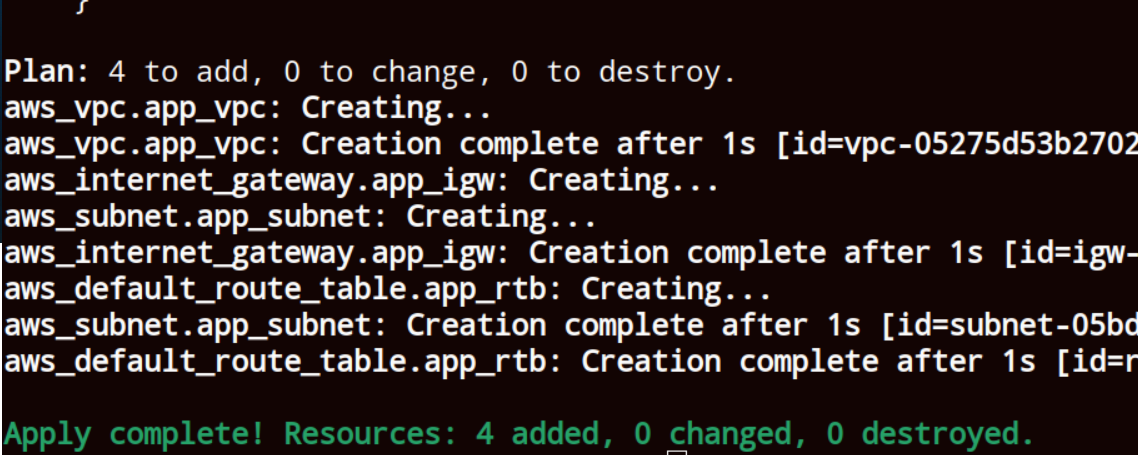 }
Plan: 4 to add, 0 to change, 0 to destroy.
aws_vpc.app_vpc: Creating...
aws_vpc.app_vpc: Creation complete after 1s [id=vpc-05275d53b2702
aws_internet_gateway.app_igw: Creating...
aws_subnet.app_subnet: Creating...
aws_internet_gateway.app_igw: Creation complete after 1s [id=igw-
aws_default_route_table.app_rtb: Creating...
aws_subnet.app_subnet: Creation complete after 1s [id=subnet-05bd
aws_default_route_table.app_rtb: Creation complete after 1s [id=r
Apply complete! Resources: 4 added, 0 changed, 0 destroyed.